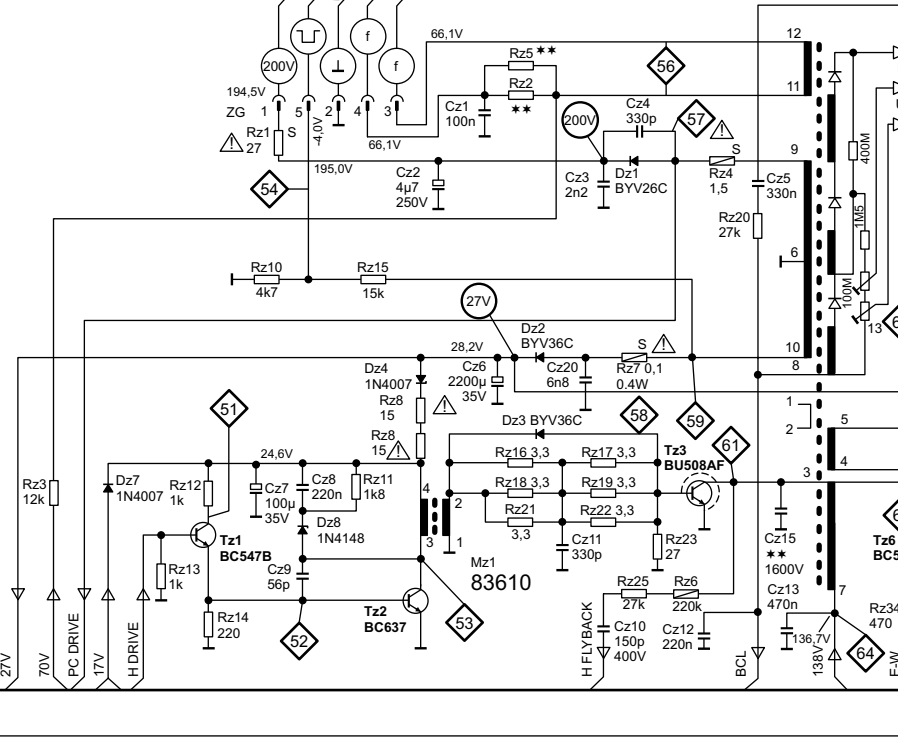 66,1V
12
Rz5 ★★
f
200V
⊥
f
56
194,5V
ZG 1 5 2 4 3
Cz1
100n
Rz2
★★
11
Rz1 S
27
-4,0V
66,1V
195,0V
200V
Cz4
330p
57
S
9
400M
54
Cz2
4µ7
250V
Cz3
2n2
Dz1
BYV26C
Rz4
1,5
Cz5
330n
Rz20
27k
1M5
6
Rz10
4k7
Rz15
15k
100M
27V
13
Dz2
BYV36C
28,2V
S
10
8
Dz4
1N4007
Cz6
2200µ
35V
Cz20
6n8
Rz7 0,1
0.4W
Rz8
15
51
58
59
1
2
5
Dz3 BYV36C
Rz8
15
61
24,6V
Tz3
BU508AF
Rz16 3,3
Rz17 3,3
4
3
Rz3
12k
Dz7
1N4007
Rz12
1k
Cz7
100µ
35V
Cz8
220n
Rz11
1k8
4
2
Rz18 3,3
Rz19 3,3
Rz21
3,3
Rz22 3,3
Dz8
1N4148
3
1
Tz1
BC547B
Cz11
330p
Rz23
27
Cz15
★★
1600V
Tz6
BC5
Rz13
1k
Cz9
56p
Mz1
83610
Rz25
27k
Rz6
220k
Cz13
470n
7
Rz14
220
Tz2
BC637
53
52
Cz10
150p
400V
Cz12
220n
136,7V
Rz34
470
64
27V
70V
PC DRIVE
17V
H DRIVE
H FLYBACK
BCL
138V
E-W